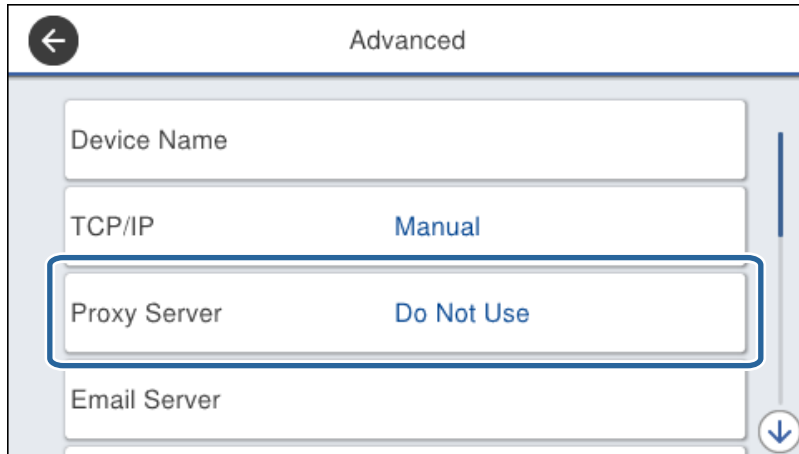 Advanced
Device Name
TCP/IP Manual
Proxy Server Do Not Use
Email Server